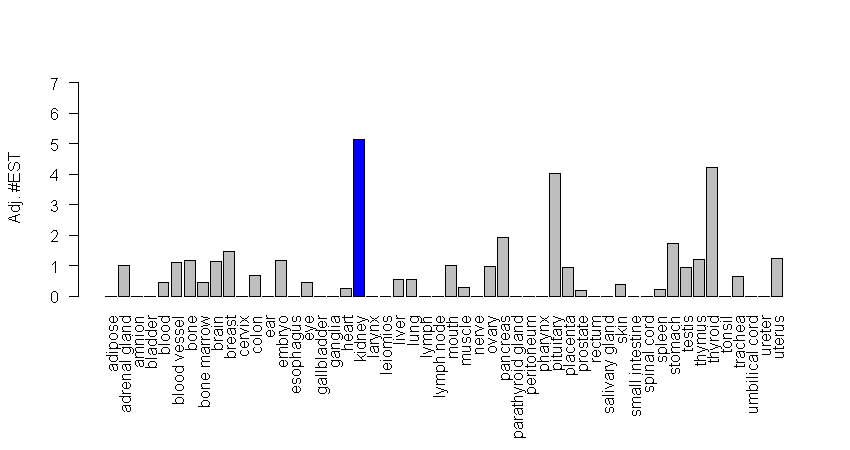 7
6
5
4
3
2
1
0
Adj. #EST
adipose
adrenal gland
amnion
bladder
blood
blood vessel
bone
bone marrow
brain
breast
cervix
colon
ear
embryo
esophagus
eye
gallbladder
ganglia
heart
kidney
larynx
leiomios
liver
lung
lymph
lymph node
mouth
muscle
nerve
ovary
pancreas
parathyroid gland
peritoneum
pharynx
pituitary
placenta
prostate
rectum
salivary gland
skin
small intestine
spinal cord
spleen
stomach
testis
thymus
thyroid
tonsil
trachea
umbilical cord
ureter
uterus